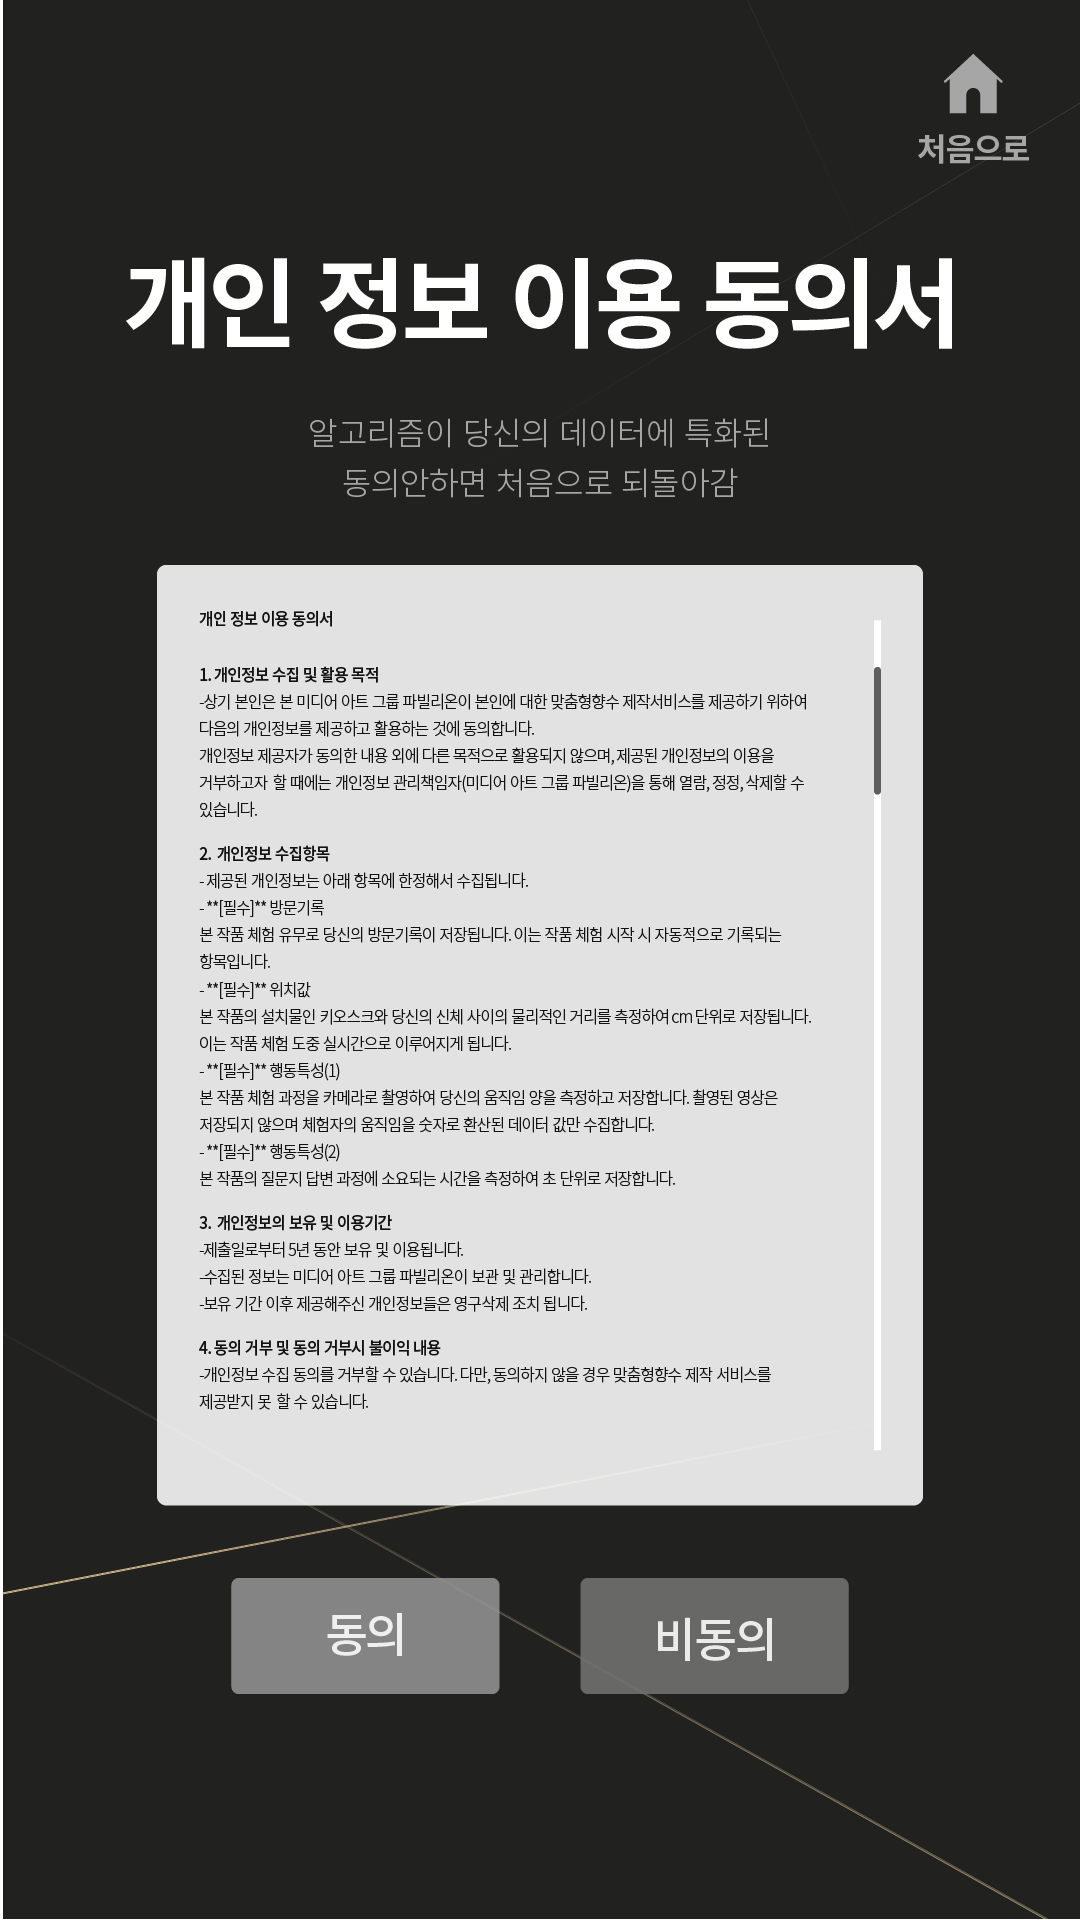 처음으로
개인 정보 이용 동의서
알고리즘이 당신의 데이터에 특화된
동의안하면 처음으로 되돌아감
개인 정보 이용 동의서
1. 개인정보 수집 및 활용 목적
-상기 본인은 본 미디어 아트 그룹 파빌리온이 본인에 대한 맞춤형향수 제작서비스를 제공하기 위하여
다음의 개인정보를 제공하고 활용하는 것에 동의합니다.
개인정보 제공자가 동의한 내용 외에 다른 목적으로 활용되지 않으며, 제공된 개인정보의 이용을
거부하고자 할 때에는 개인정보 관리책임자(미디어 아트 그룹 파빌리온)을 통해 열람, 정정, 삭제할 수
있습니다.
2. 개인정보 수집항목
- 제공된 개인정보는 아래 항목에 한정해서 수집됩니다.
- **[필수]** 방문기록
본 작품 체험 유무로 당신의 방문기록이 저장됩니다. 이는 작품 체험 시작 시 자동적으로 기록되는
항목입니다.
- **[필수]** 위치값
본 작품의 설치물인 키오스크와 당신의 신체 사이의 물리적인 거리를 측정하여 cm 단위로 저장됩니다.
이는 작품 체험 도중 실시간으로 이루어지게 됩니다.
- **[필수]** 행동특성(1)
본 작품 체험 과정을 카메라로 촬영하여 당신의 움직임 양을 측정하고 저장합니다. 촬영된 영상은
저장되지 않으며 체험자의 움직임을 숫자로 환산된 데이터 값만 수집합니다.
- **[필수]** 행동특성(2)
본 작품의 질문지 답변 과정에 소요되는 시간을 측정하여 초 단위로 저장합니다.
3. 개인정보의 보유 및 이용기간
-제출일로부터 5년 동안 보유 및 이용됩니다.
-수집된 정보는 미디어 아트 그룹 파빌리온이 보관 및 관리합니다.
-보유 기간 이후 제공해주신 개인정보들은 영구삭제 조치 됩니다.
4. 동의 거부 및 동의 거부시 불이익 내용
-개인정보 수집 동의를 거부할 수 있습니다. 다만, 동의하지 않을 경우 맞춤형향수 제작 서비스를
제공받지 못 할 수 있습니다.
동의
비동의